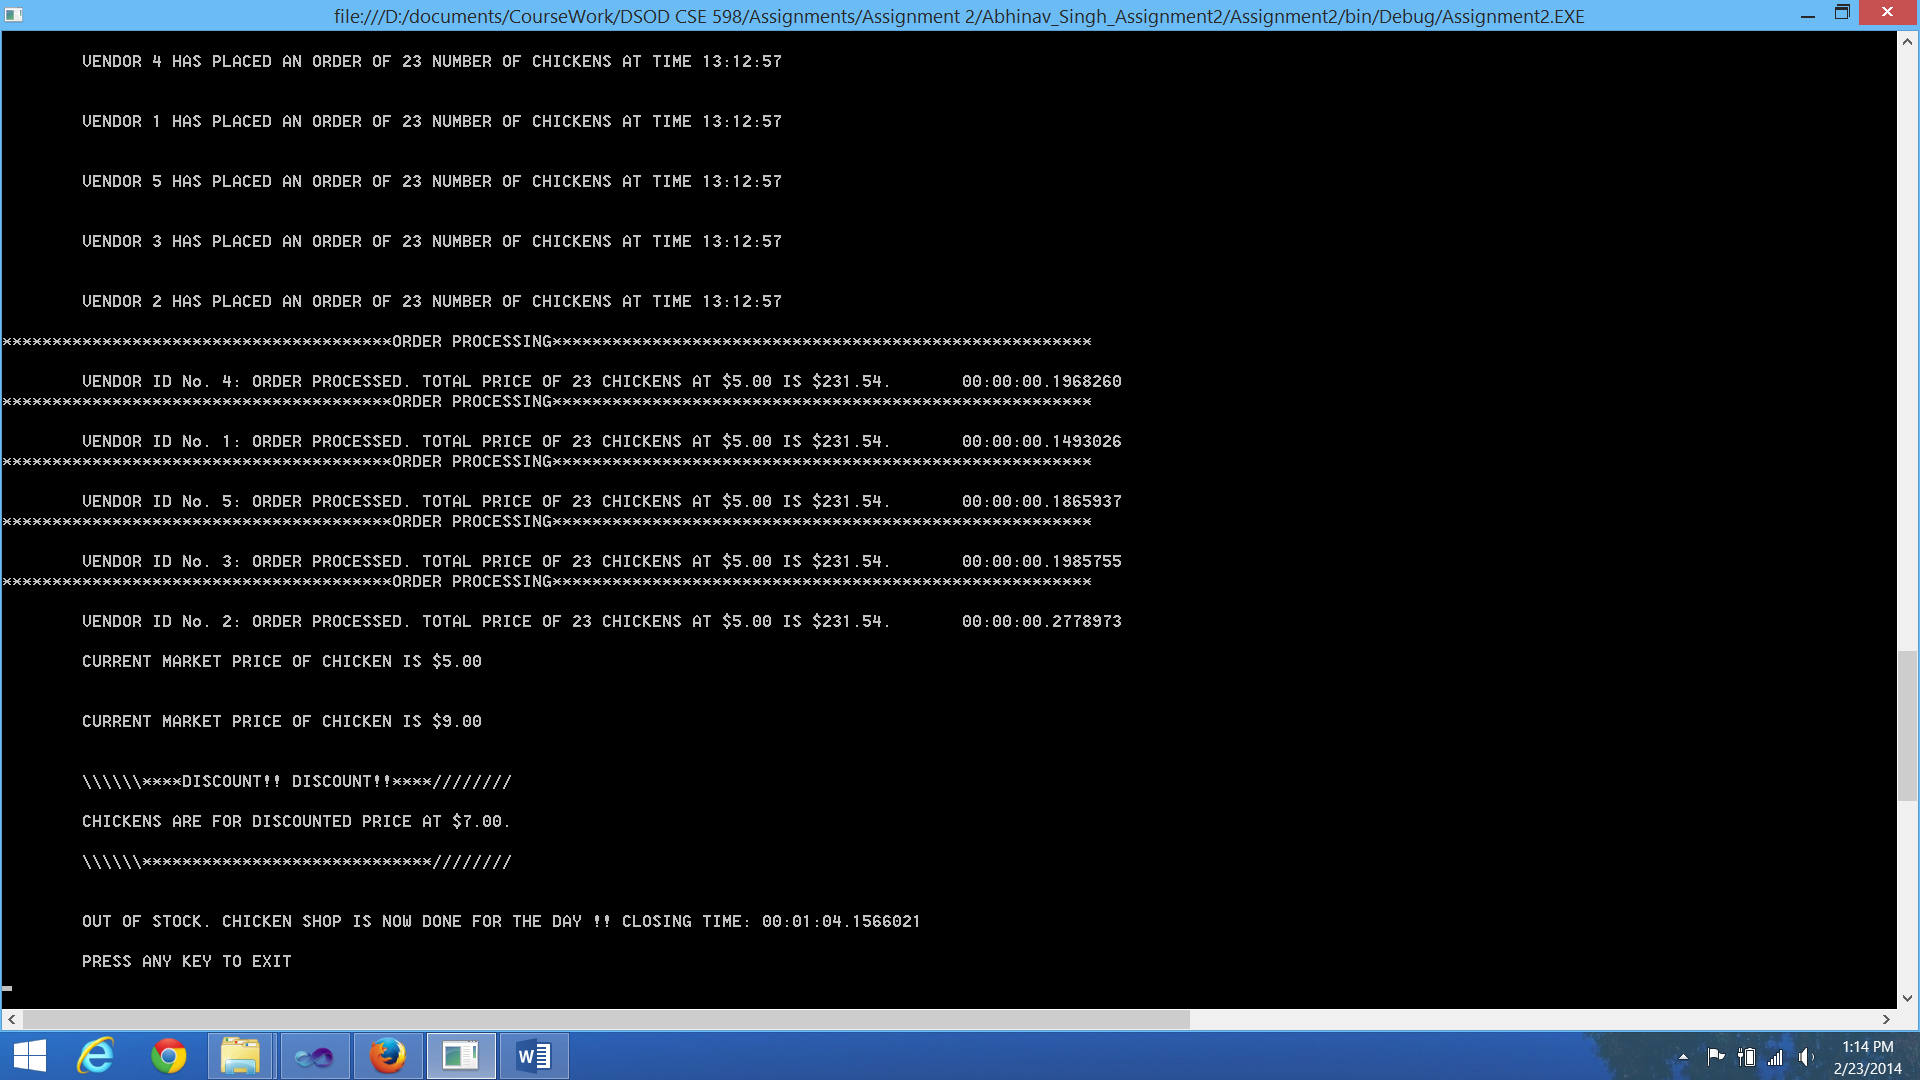 file:///D:/documents/CourseWork/DSOD CSE 598/Assignments/Assignment 2/Abhinav_Singh_Assignment2/Assignment2/bin/Debug/Assignment2.EXE
VENDOR 4 HAS PLACED AN ORDER OF 23 NUMBER OF CHICKENS AT TIME 13:12:57
VENDOR 1 HAS PLACED AN ORDER OF 23 NUMBER OF CHICKENS AT TIME 13:12:57
VENDOR 5 HAS PLACED AN ORDER OF 23 NUMBER OF CHICKENS AT TIME 13:12:57
VENDOR 3 HAS PLACED AN ORDER OF 23 NUMBER OF CHICKENS AT TIME 13:12:57
VENDOR 2 HAS PLACED AN ORDER OF 23 NUMBER OF CHICKENS AT TIME 13:12:57
***************************************ORDER PROCESSING******************************************************
VENDOR ID No. 4: ORDER PROCESSED. TOTAL PRICE OF 23 CHICKENS AT $5.00 IS $231.54. 00:00:00.1968260
***************************************ORDER PROCESSING******************************************************
VENDOR ID No. 1: ORDER PROCESSED. TOTAL PRICE OF 23 CHICKENS AT $5.00 IS $231.54. 00:00:00.1493026
***************************************ORDER PROCESSING******************************************************
VENDOR ID No. 5: ORDER PROCESSED. TOTAL PRICE OF 23 CHICKENS AT $5.00 IS $231.54. 00:00:00.1865937
***************************************ORDER PROCESSING******************************************************
VENDOR ID No. 3: ORDER PROCESSED. TOTAL PRICE OF 23 CHICKENS AT $5.00 IS $231.54. 00:00:00.1985755
***************************************ORDER PROCESSING******************************************************
VENDOR ID No. 2: ORDER PROCESSED. TOTAL PRICE OF 23 CHICKENS AT $5.00 IS $231.54. 00:00:00.2778973
CURRENT MARKET PRICE OF CHICKEN IS $5.00
CURRENT MARKET PRICE OF CHICKEN IS $9.00
\\\\\\****DISCOUNT!! DISCOUNT!!****////////
CHICKENS ARE FOR DISCOUNTED PRICE AT $7.00.
\\\\\\*****************************////////
OUT OF STOCK. CHICKEN SHOP IS NOW DONE FOR THE DAY !! CLOSING TIME: 00:01:04.1566021
PRESS ANY KEY TO EXIT
1:14 PM
2/23/2014